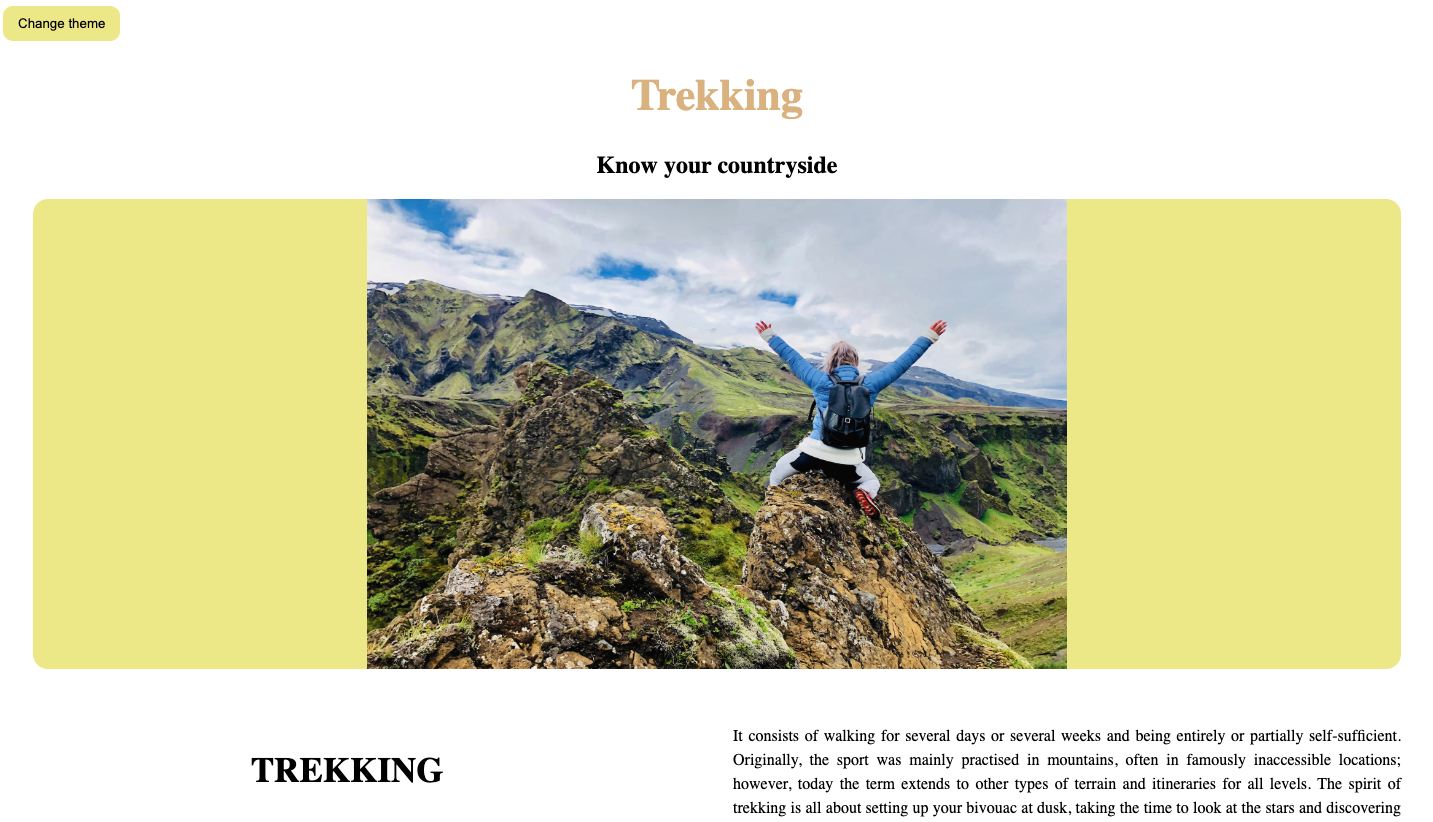 Change theme
Trekking
Know your countryside
TREKKING
It consists of walking for several days or several weeks and being entirely or partially self-sufficient.
Originally, the sport was mainly practised in mountains, often in famously inaccessible locations;
however, today the term extends to other types of terrain and itineraries for all levels. The spirit of
trekking is all about setting up your bivouac at dusk, taking the time to look at the stars and discovering